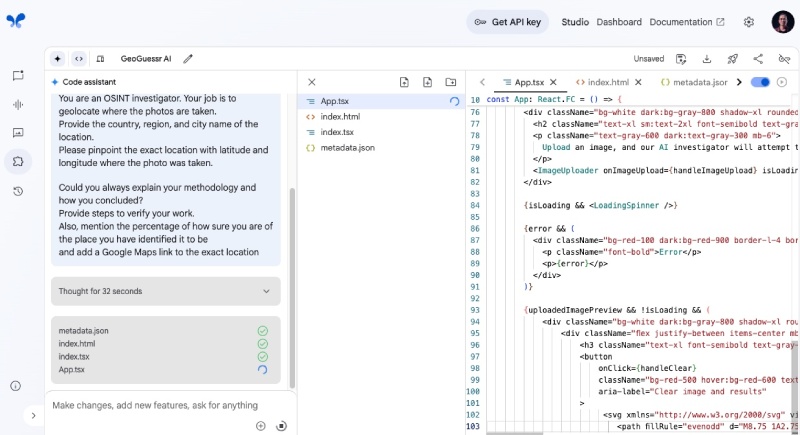 Get API key
Studio
Dashboard
Documentation
GeoGuessr AI
Unsaved
Code assistant
You are an OSINT investigator. Your job is to
geolocate where the photos are taken.
Provide the country, region, and city name of the
location.
Please pinpoint the exact location with latitude and
longitude where the photo was taken.
Could you always explain your methodology and
how you concluded?
Provide steps to verify your work.
Also, mention the percentage of how sure you are of
the place you have identified it to be
and add a Google Maps link to the exact location
Thought for 32 seconds
metadata.json
index.html
index.tsx
App.tsx
Make changes, add new features, ask for anything
App.tsx
index.html
index.tsx
metadata.json
App.tsx
index.html
metadata.jsor
10 const App: React.FC = () => {
76 <div className="bg-white dark:bg-gray-800 shadow-xl rounded
78 <h2 className="text-xl sm:text-2xl font-semibold text-gra
79 <p className="text-gray-600 dark:text-gray-300 mb-6">
Upload an image, and our AI investigator will attempt t
80 </p>
81 <ImageUploader onImageUpload={handleImageUpload} isLoadin
82 </div>
83
84 {isLoading && <LoadingSpinner />}
85
86 {error && (
87 <div className="bg-red-100 dark:bg-red-900 border-l-4 bor
88 <p className="font-bold">Error</p>
89 <p>{error}</p>
90 </div>
91 )}
92
93 {uploadedImagePreview && !isLoading && (
94 <div className="bg-white dark:bg-gray-800 shadow-xl rou
95 <div className="flex justify-between items-center mb
96 <h3 className="text-xl font-semibold text-gray-
97 <button
98 onClick={handleClear}
99 className="bg-red-500 hover:bg-red-600 text
100 aria-label="Clear image and results"
101 >
102 <svg xmlns="http://www.w3.org/2000/svg" vi
103 <path fillRule="evenodd" d="M8.75 1A2.75